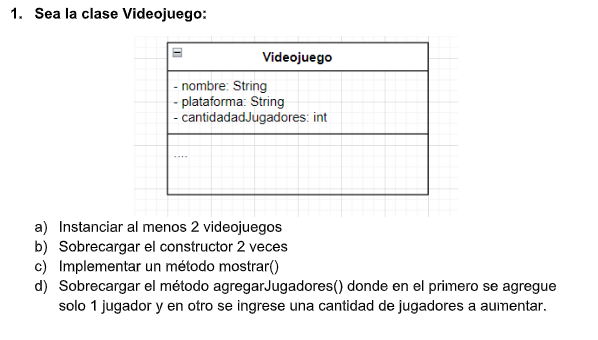 1. Sea la clase Videojuego:
Videojuego
- nombre: String
- plataforma: String
- cantidadadJugadores: int
....
a) Instanciar al menos 2 videojuegos
b) Sobrecargar el constructor 2 veces
c) Implementar un método mostrar()
d) Sobrecargar el método agregarJugadores() donde en el primero se agregue
solo 1 jugador y en otro se ingrese una cantidad de jugadores a aumentar.